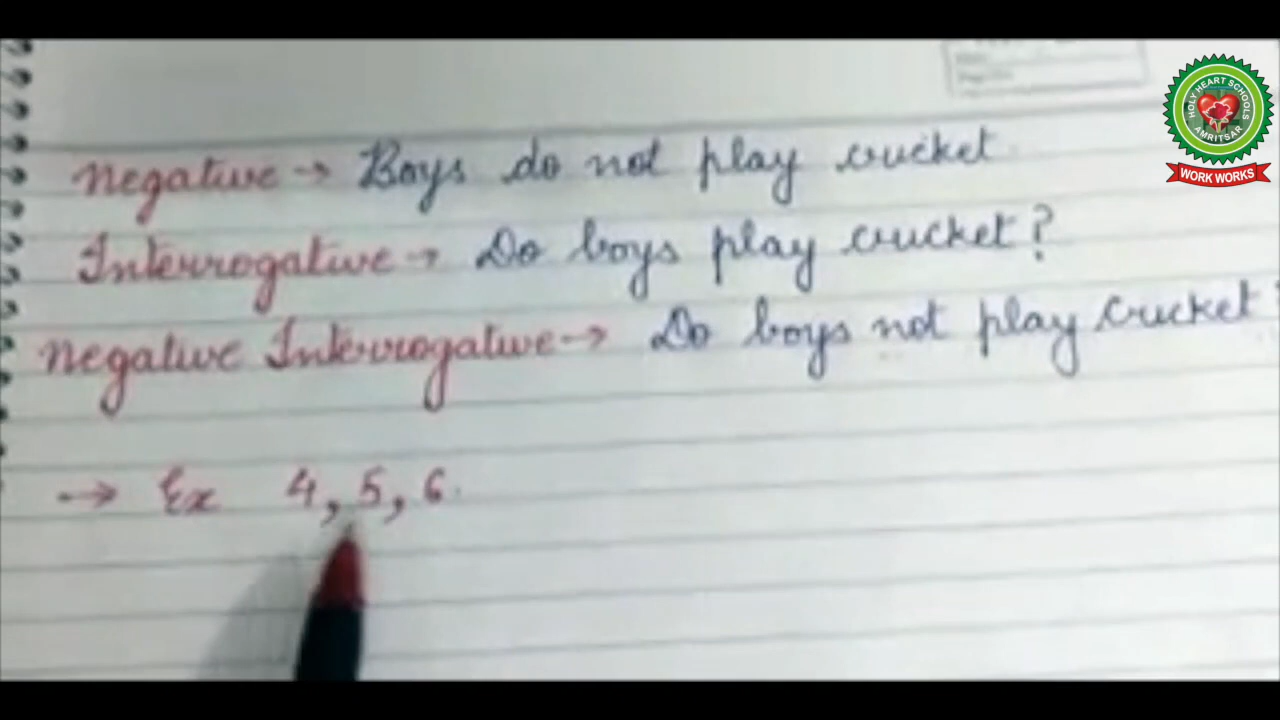 Negative → Boys do not play cricket
Interrogative → Do boys play cricket?
Negative Interrogative → Do boys not play cricket?
→ Ex 4, 5, 6.
HOLY HEART SCHOOLS
AMRITSAR
WORK WORKS